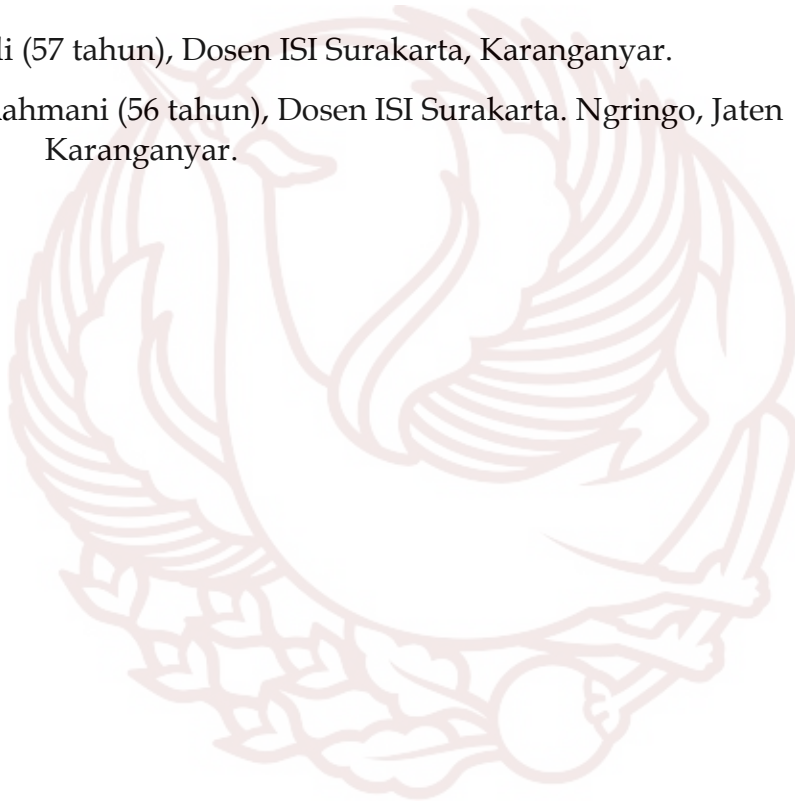 (57 tahun), Dosen ISI Surakarta, Karanganyar.
(56 tahun), Dosen ISI Surakarta. Ngringo, Jaten
Karanganyar.